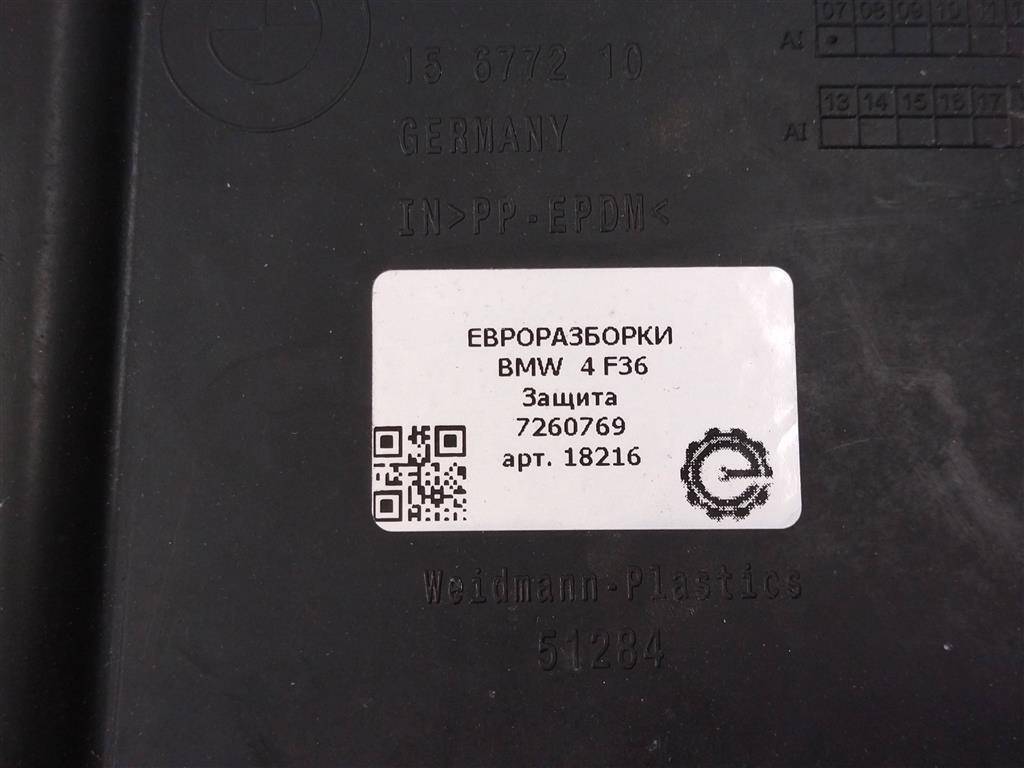 07 08 09 10 11
AI
15 6772 10
13 14 15 16 17
GERMANY
AI
IN>PP-EPDM<
ЕВРОРАЗБОРКИ
BMW 4 F36
Защита
7260769
арт. 18216
Weidmann-Plastics
51284